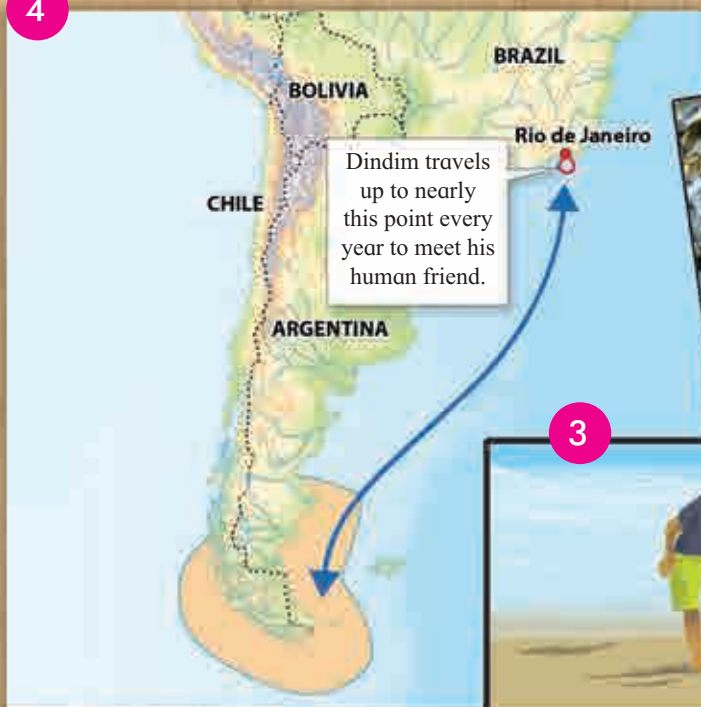 4
BRAZIL
BOLIVIA
Rio de Janeiro
Dindim travels
up to nearly
this point every
year to meet his
human friend.
CHILE
ARGENTINA
3